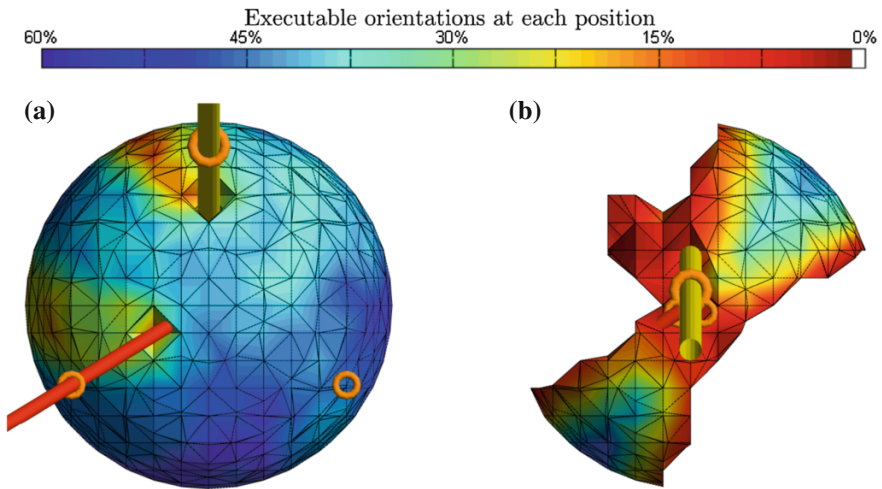 Executable orientations at each position
60% 45% 30% 15% 0%
(a) (b)